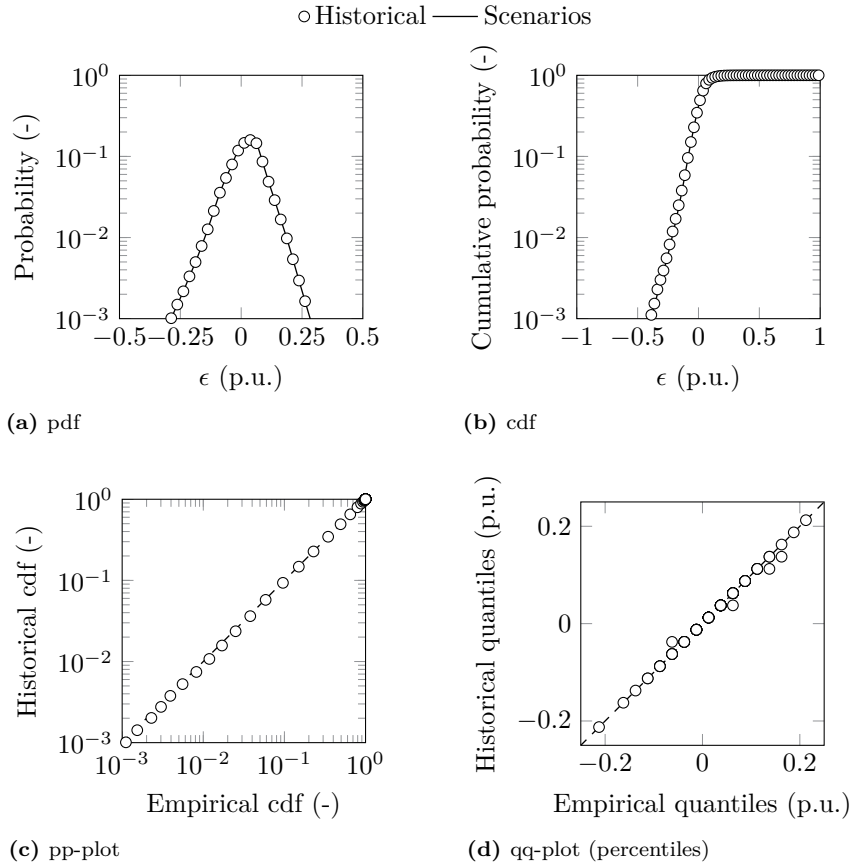 Historical Scenarios
Probability (-)
10^0
10^−1
10^−2
10^−3
−0.5 −0.25 0 0.25 0.5
ϵ (p.u.)
(a) pdf
Cumulative probability (-)
10^0
10^−1
10^−2
10^−3
−1 −0.5 0 0.5 1
ϵ (p.u.)
(b) cdf
Historical cdf (-)
10^0
10^−1
10^−2
10^−3
10^−3 10^−2 10^−1 10^0
Empirical cdf (-)
(c) pp-plot
Historical quantiles (p.u.)
0.2
0
−0.2
−0.2 0 0.2
Empirical quantiles (p.u.)
(d) qq-plot (percentiles)